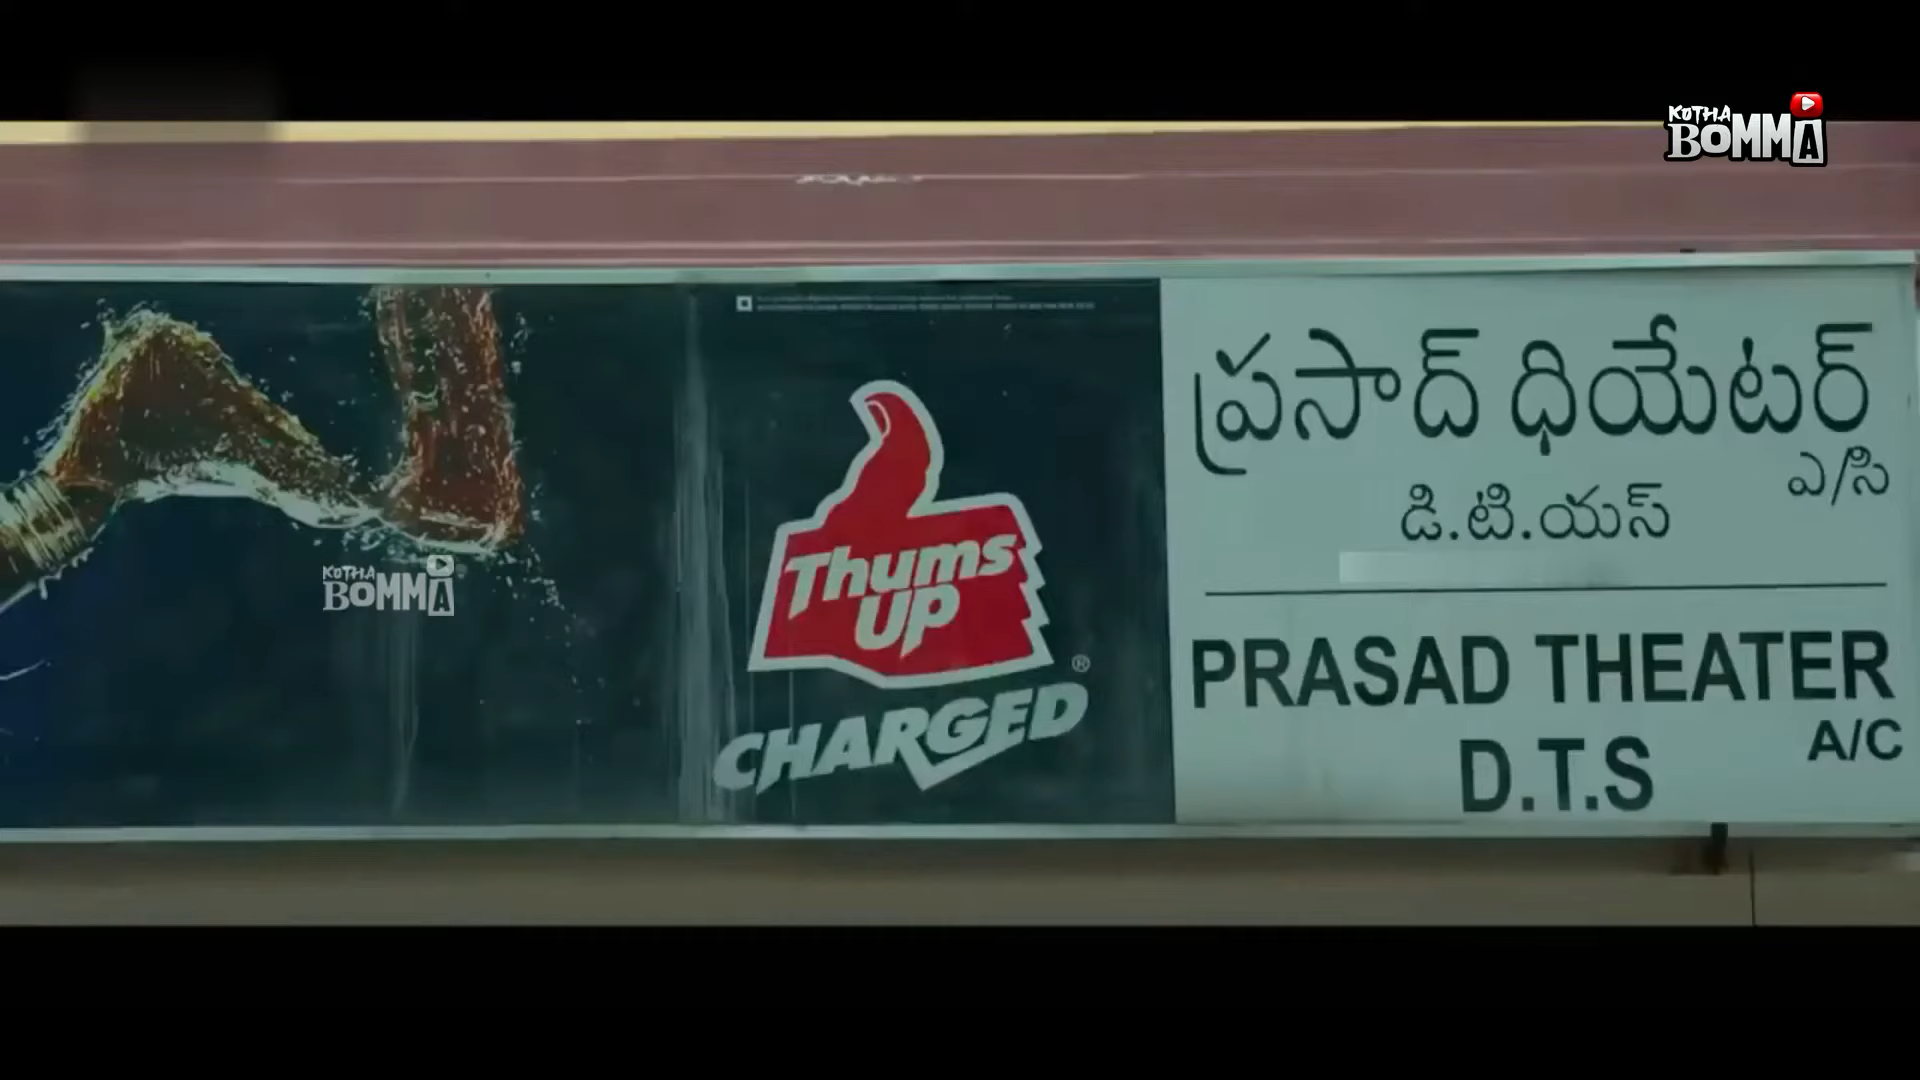 KOTHA
BOMMA
KOTHA
BOMMA
Thums
Up
®
CHARGED
ప్రసాద్ ధియేటర్
ఎ/సి
డి.టి.యస్
PRASAD THEATER
A/C
D.T.S